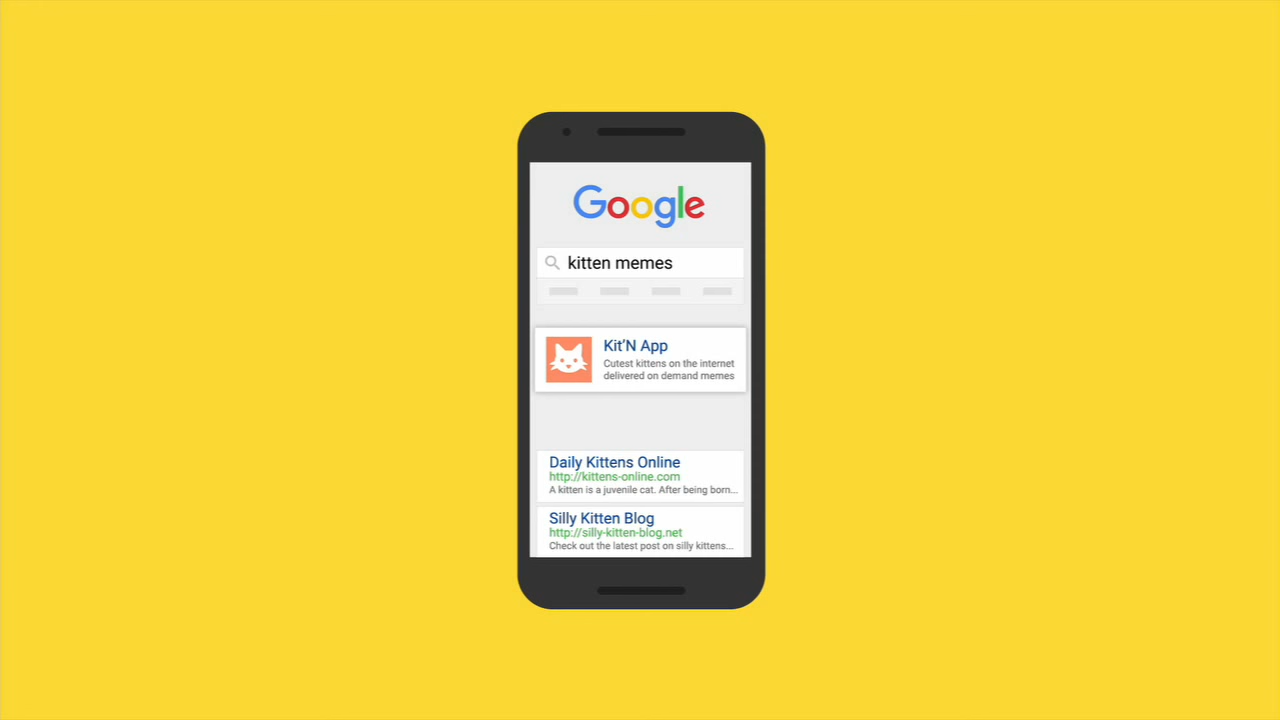 Google
kitten memes
Kit'N App
Cutest kittens on the internet
delivered on demand memes
Daily Kittens Online
http://kittens-online.com
A kitten is a juvenile cat. After being born...
Silly Kitten Blog
http://silly-kitten-blog.net
Check out the latest post on silly kittens...